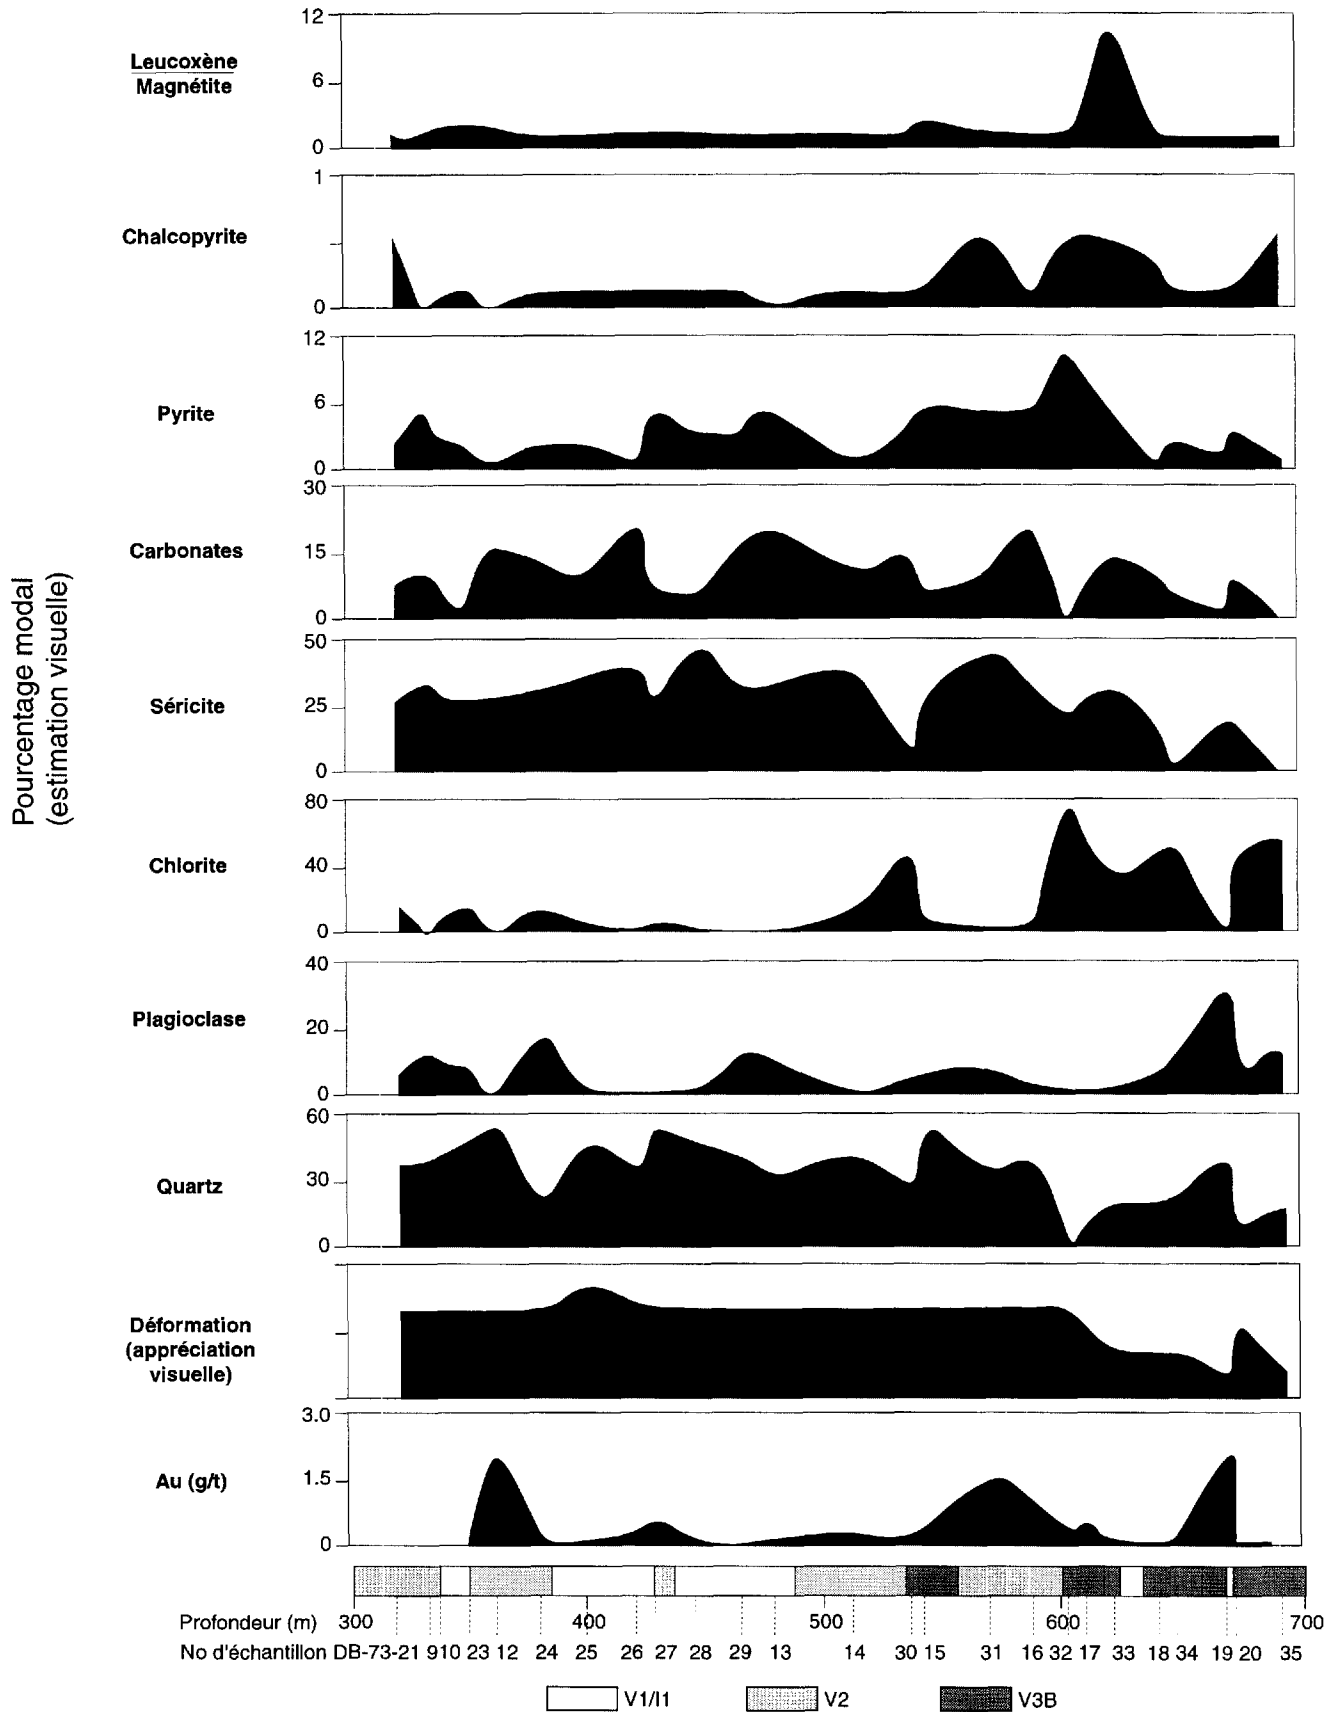 Pourcentage modal
(estimation visuelle)
Leucoxène
Magnétite
12
6
0
Chalcopyrite
1
0
Pyrite
12
6
0
Carbonates
30
15
0
Séricite
50
25
0
Chlorite
80
40
0
Plagioclase
40
20
0
Quartz
60
30
0
Déformation
(appréciation
visuelle)
Au (g/t)
3.0
1.5
0
Profondeur (m) 300 400 500 600 700
No d'échantillon DB-73-21 9 10 23 12 24 25 26 27 28 29 13 14 30 15 31 16 32 17 33 18 34 19 20 35
V1/I1 V2 V3B